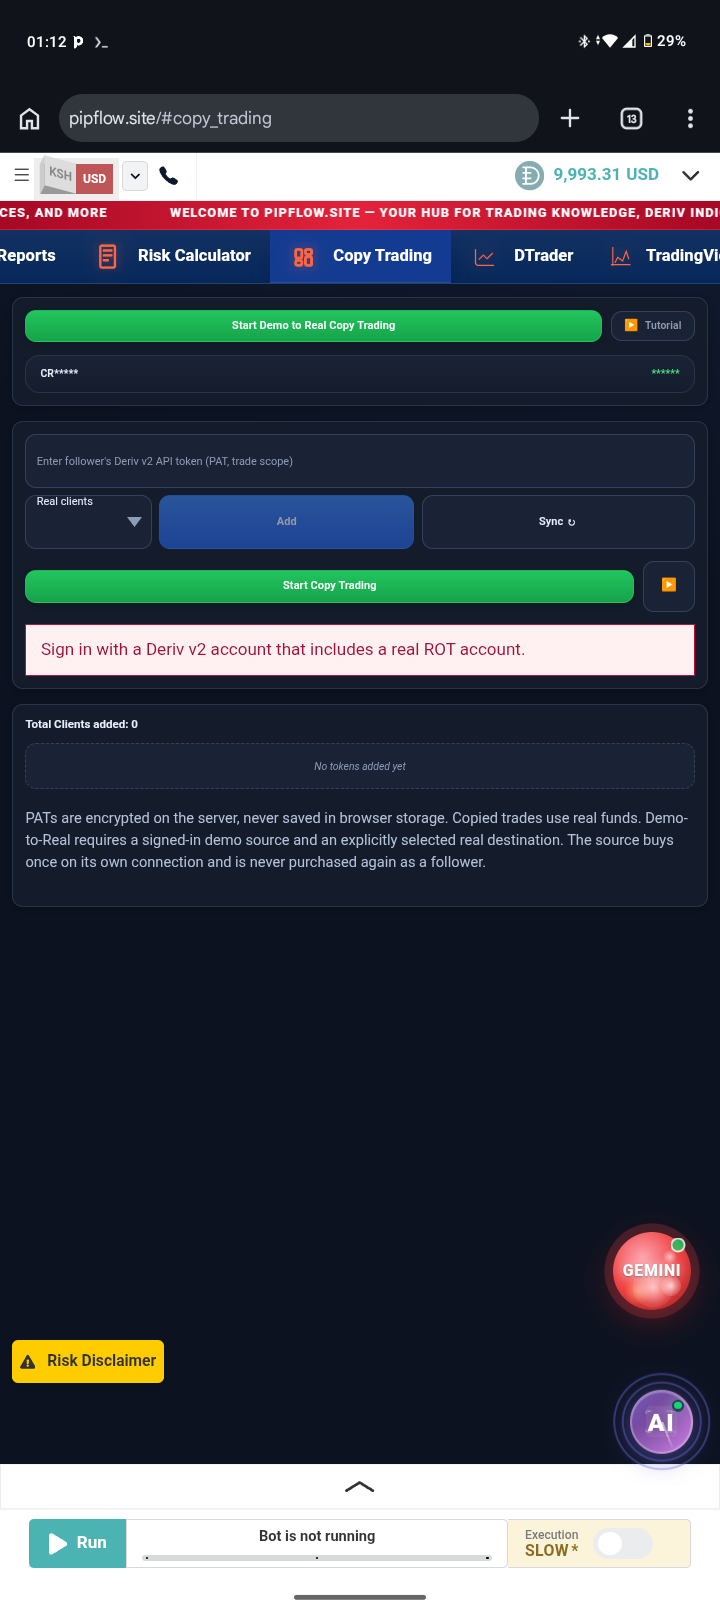 01:12
29%
pipflow.site/#copy_trading
13
KSH
USD
9,993.31 USD
CES, AND MORE
WELCOME TO PIPFLOW.SITE — YOUR HUB FOR TRADING KNOWLEDGE, DERIV INDI
Reports
Risk Calculator
Copy Trading
DTrader
TradingVi
Start Demo to Real Copy Trading
Tutorial
CR*****
******
Enter follower's Deriv v2 API token (PAT, trade scope)
Real clients
Add
Sync ↻
Start Copy Trading
Sign in with a Deriv v2 account that includes a real ROT account.
Total Clients added: 0
No tokens added yet
PATs are encrypted on the server, never saved in browser storage. Copied trades use real funds. Demo-
to-Real requires a signed-in demo source and an explicitly selected real destination. The source buys
once on its own connection and is never purchased again as a follower.
GEMINI
Risk Disclaimer
AI
Run
Bot is not running
Execution
SLOW *